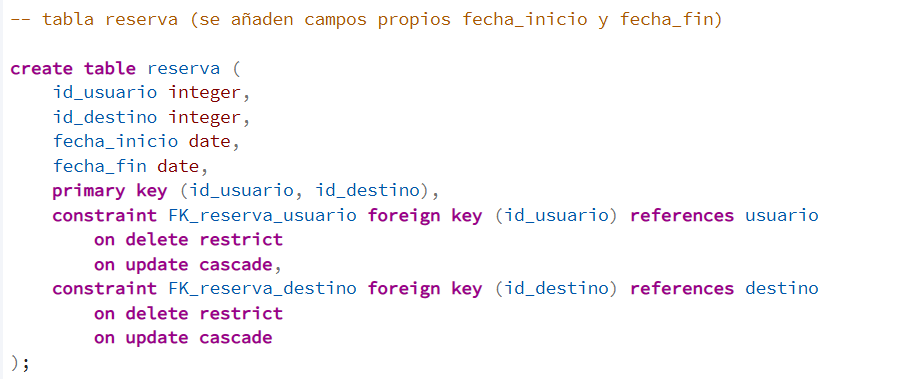 -- tabla reserva (se añaden campos propios fecha_inicio y fecha_fin)
create table reserva (
    id_usuario integer,
    id_destino integer,
    fecha_inicio date,
    fecha_fin date,
    primary key (id_usuario, id_destino),
    constraint FK_reserva_usuario foreign key (id_usuario) references usuario
        on delete restrict
        on update cascade,
    constraint FK_reserva_destino foreign key (id_destino) references destino
        on delete restrict
        on update cascade
);